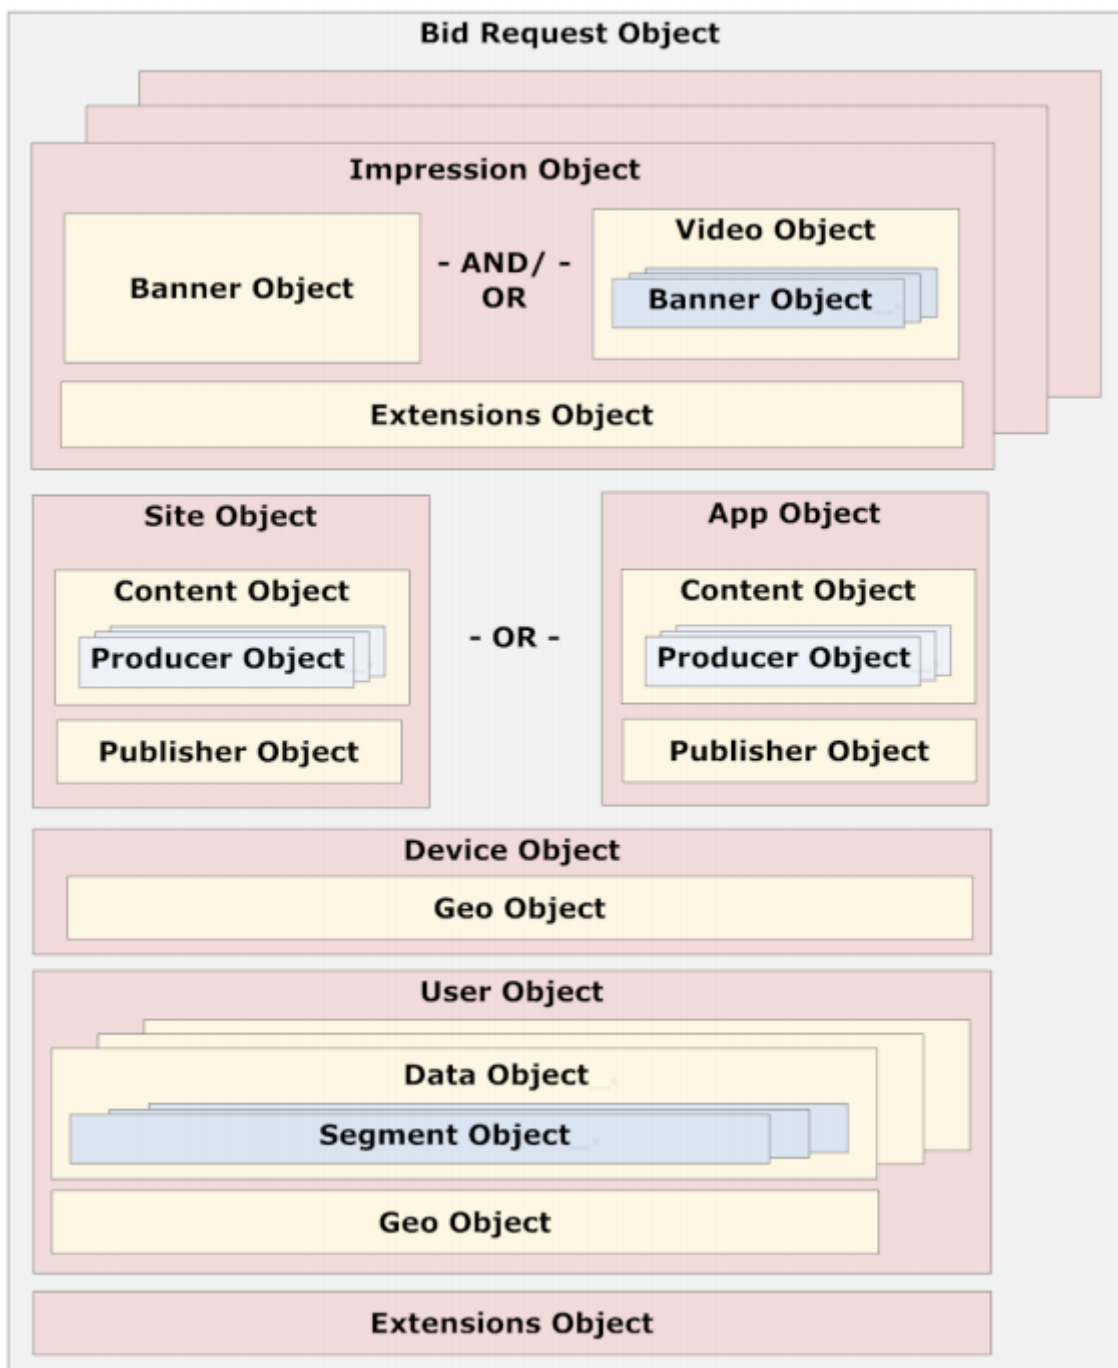 Bid Request Object
Impression Object
Banner Object
- AND/ -
OR
Video Object
Banner Object
Extensions Object
Site Object
Content Object
Producer Object
Publisher Object
- OR -
App Object
Content Object
Producer Object
Publisher Object
Device Object
Geo Object
User Object
Data Object
Segment Object
Geo Object
Extensions Object